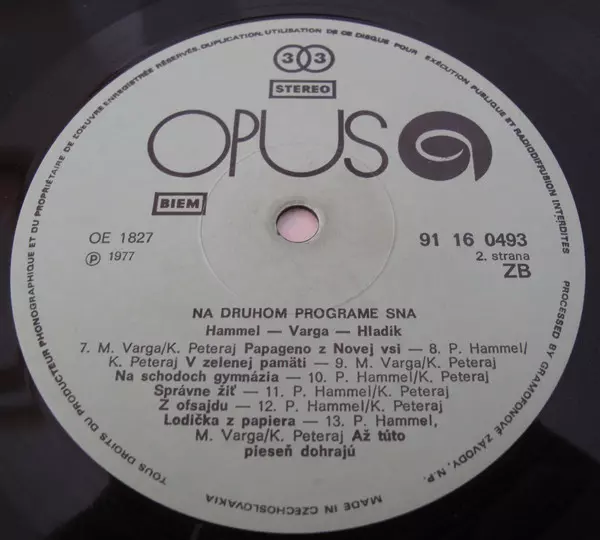 TOUS DROITS DU PRODUCTEUR PHONOGRAPHIQUE ET DU PROPRIÉTAIRE DE L'OEUVRE ENREGISTRÉE RÉSERVÉS. DUPLICATION, UTILISATION DE CE DISQUE POUR EXÉCUTION PUBLIQUE ET RADIODIFFUSION INTERDITES
PROCESSED BY GRAMOFONOVÉ ZÁVODY, N.P.
33
STEREO
OPUS
BIEM
OE 1827
℗ 1977
91 16 0493
2. strana
ZB
NA DRUHOM PROGRAME SNA
Hammel — Varga — Hladík
7. M. Varga/K. Peteraj Papageno z Novej vsi — 8. P. Hammel/
K. Peteraj V zelenej pamäti — 9. M. Varga/K. Peteraj
Na schodoch gymnázia — 10. P. Hammel/K. Peteraj
Správne žiť — 11. P. Hammel/K. Peteraj
Z ofsajdu — 12. P. Hammel/K. Peteraj
Lodička z papiera — 13. P. Hammel,
M. Varga/K. Peteraj Až túto
pieseň dohrajú
MADE IN CZECHOSLOVAKIA